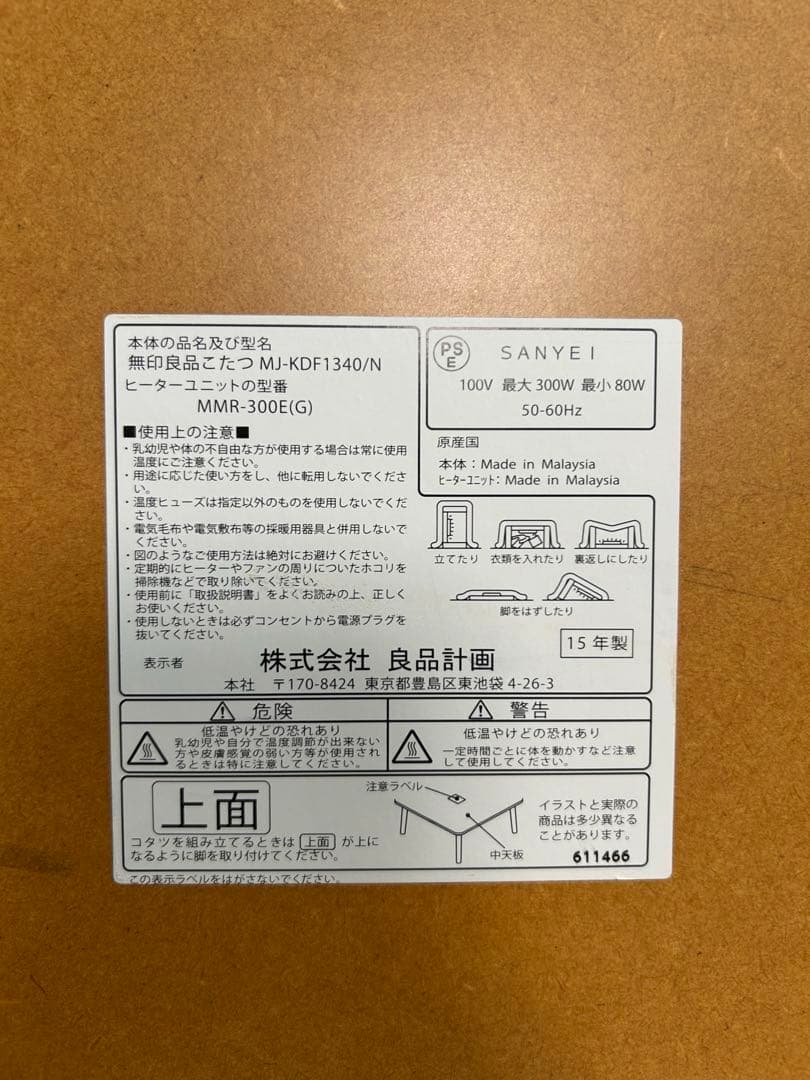 本体の品名及び型名
無印良品こたつ MJ-KDF1340/N
ヒーターユニットの型番
MMR-300E(G)
■使用上の注意■
・乳幼児や体の不自由な方が使用する場合は常に使用
温度にご注意ください。
・用途に応じた使い方をし、他に転用しないでくださ
い。
・温度ヒューズは指定以外のものを使用しないでくだ
さい。
・電気毛布や電気敷布等の採暖用器具と併用しないで
ください。
・図のようなご使用方法は絶対にお避けください。
・定期的にヒーターやファンの周りについたホコリを
掃除機などで取り除いてください。
・使用前に「取扱説明書」をよくお読みの上、正しく
お使いください。
・使用しないときは必ずコンセントから電源プラグを
抜いてください。
PS
E
SANYEI
100V 最大 300W 最小 80W
50-60Hz
原産国
本体：Made in Malaysia
ﾋｰﾀｰﾕﾆｯﾄ：Made in Malaysia
立てたり 衣類を入れたり 裏返しにしたり
脚をはずしたり
15 年製
表示者 株式会社 良品計画
本社 〒170-8424 東京都豊島区東池袋 4-26-3
危険
低温やけどの恐れあり
乳幼児や自分で温度調節が出来ない
方や皮膚感覚の弱い方等が使用され
るときは特に注意してください。
警告
低温やけどの恐れあり
一定時間ごとに体を動かすなど注意
して使用してください。
上面
コタツを組み立てるときは 上面 が上に
なるように脚を取り付けてください。
注意ラベル
中天板
イラストと実際の
商品は多少異なる
ことがあります。
611466
この表示ラベルをはがさないでください。